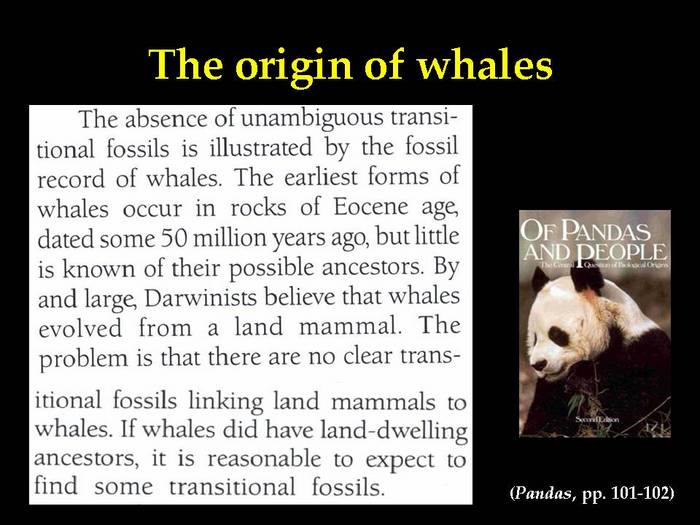 The origin of whales
The absence of unambiguous transi-
tional fossils is illustrated by the fossil
record of whales. The earliest forms of
whales occur in rocks of Eocene age,
dated some 50 million years ago, but little
is known of their possible ancestors. By
and large, Darwinists believe that whales
evolved from a land mammal. The
problem is that there are no clear trans-
itional fossils linking land mammals to
whales. If whales did have land-dwelling
ancestors, it is reasonable to expect to
find some transitional fossils.
OF PANDAS
AND PEOPLE
The Central Question of Biological Origins
Second Edition
(Pandas, pp. 101-102)